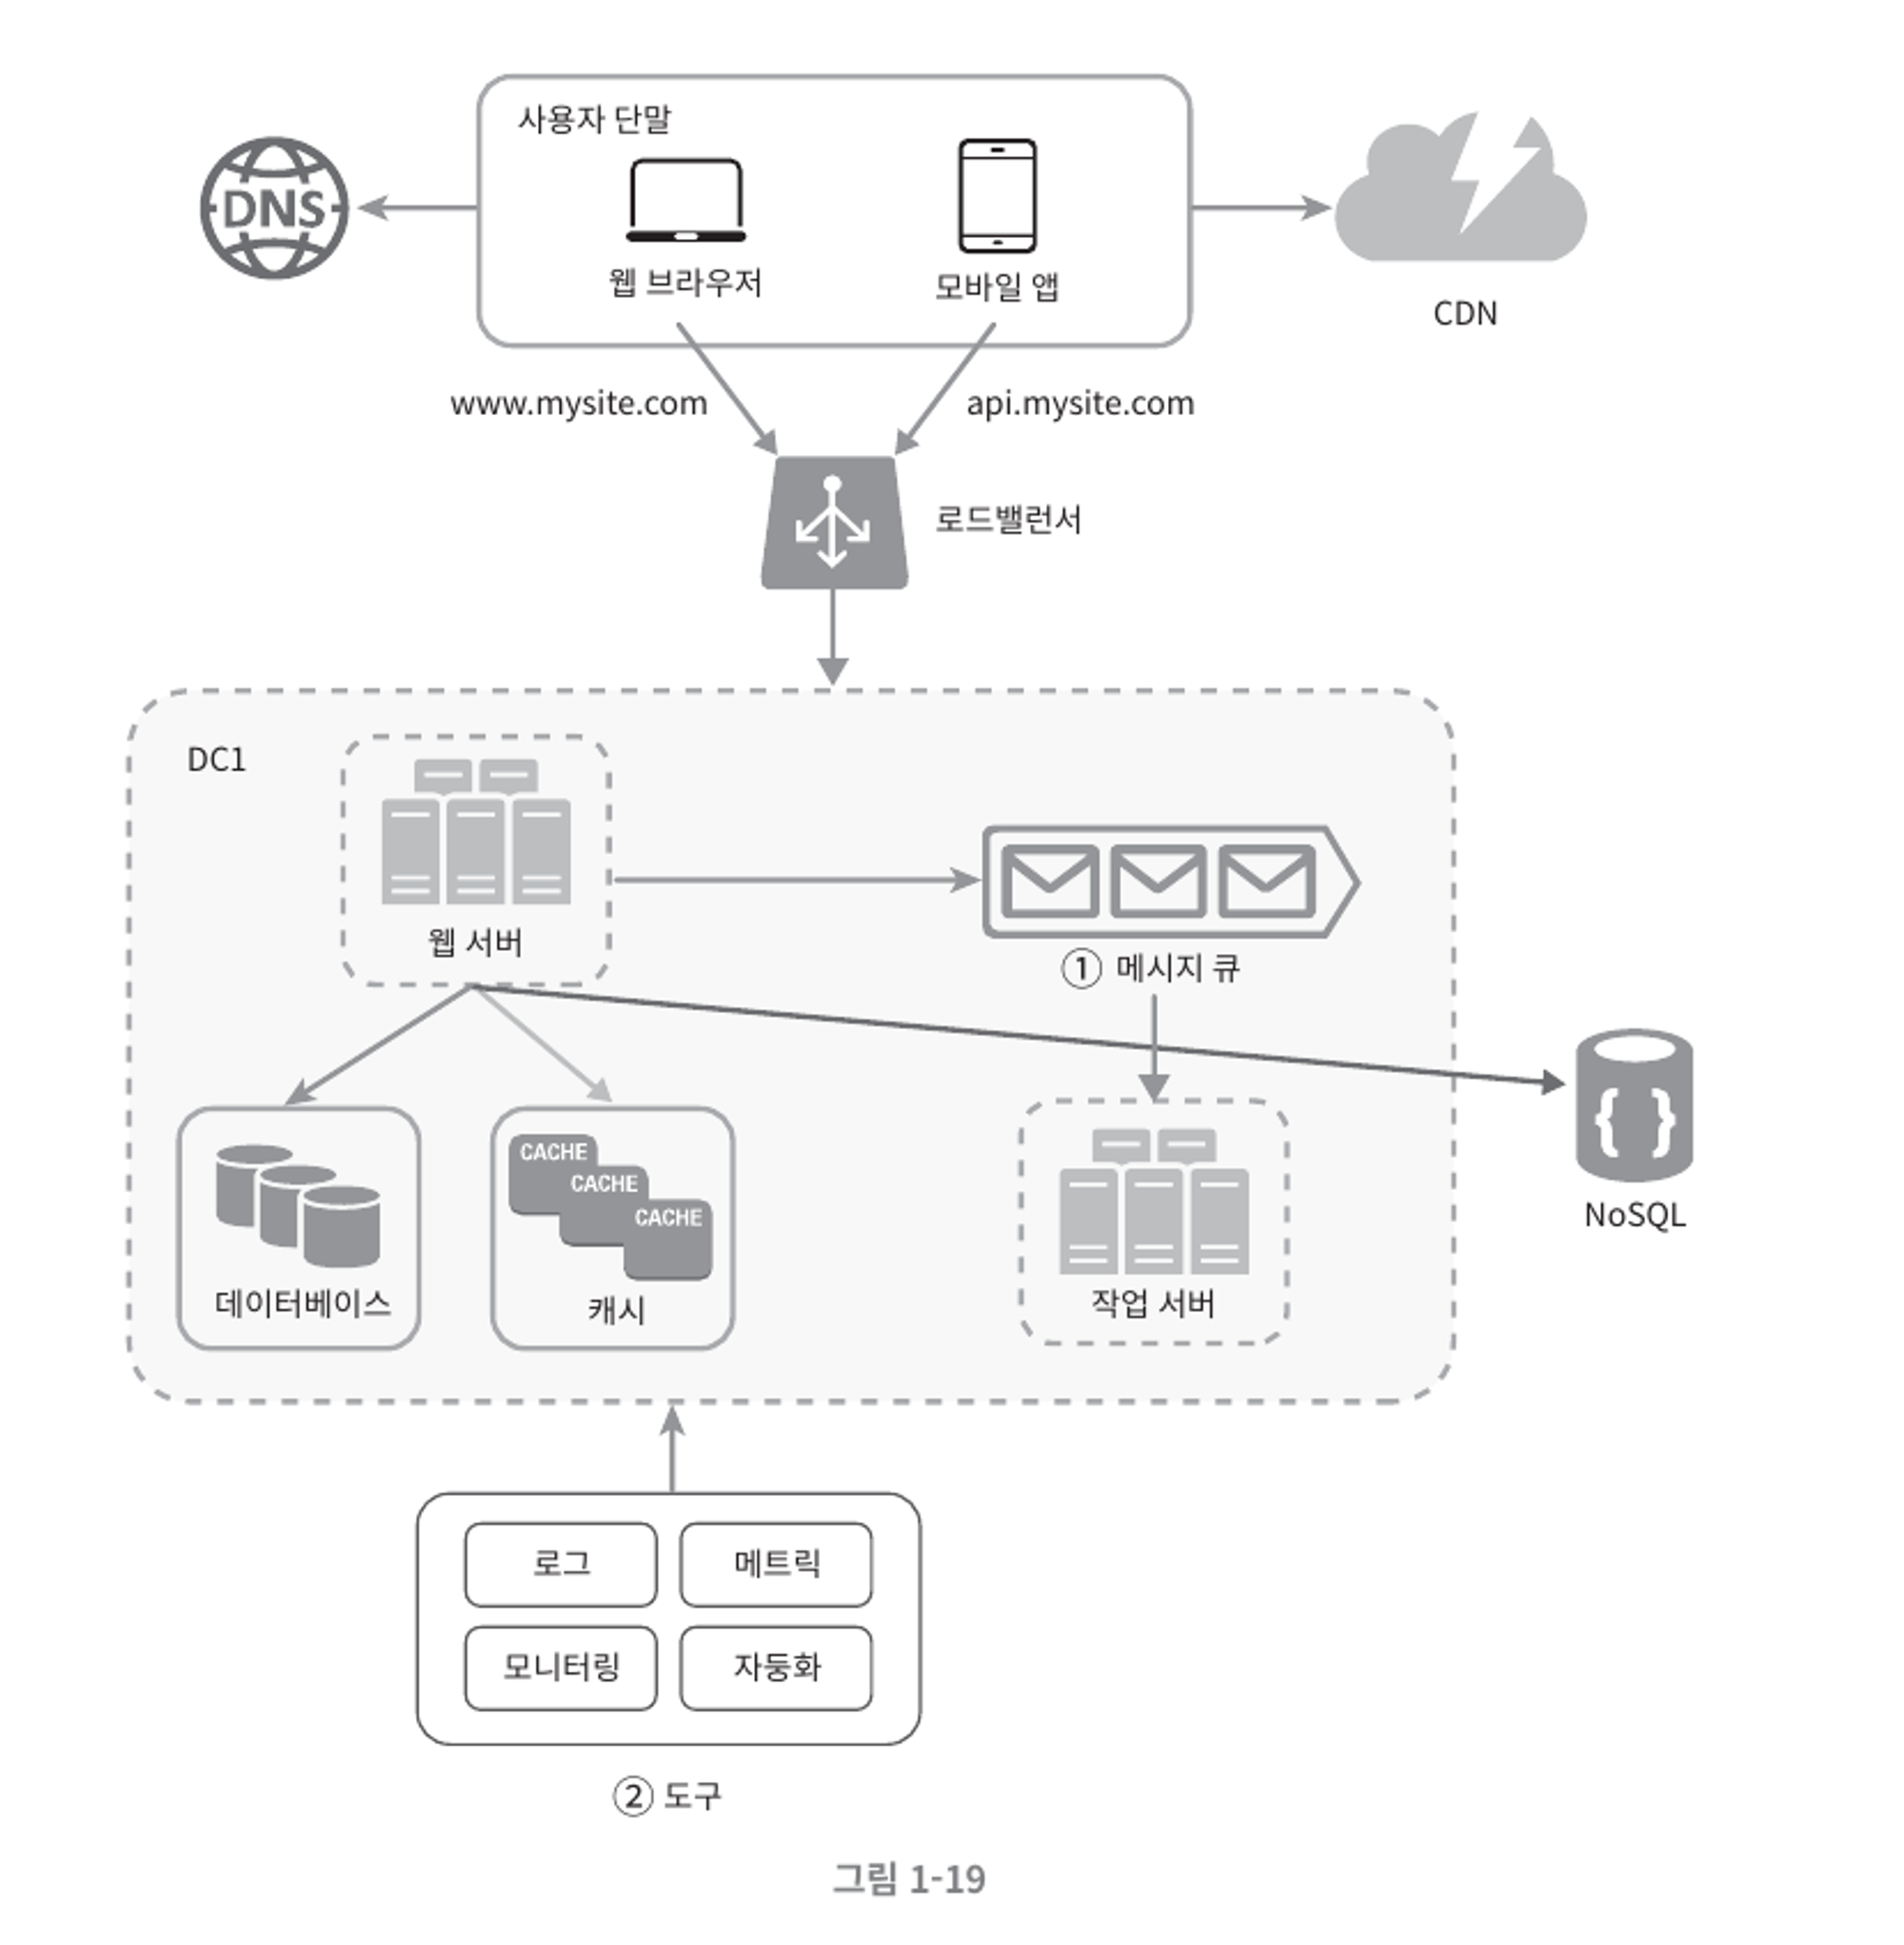 사용자 단말
DNS
웹 브라우저
모바일 앱
CDN
www.mysite.com
api.mysite.com
로드밸런서
DC1
웹 서버
① 메시지 큐
CACHE
CACHE
CACHE
데이터베이스
캐시
작업 서버
NoSQL
로그
메트릭
모니터링
자둥화
② 도구
그림 1-19